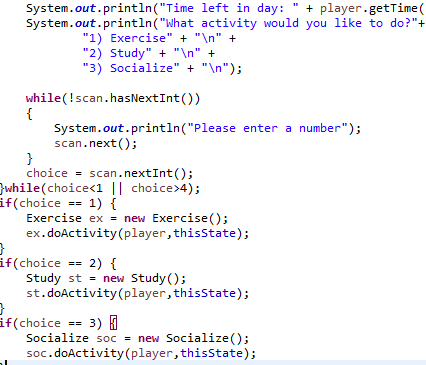 System.out.println("Time left in day: " + player.getTime(
System.out.println("What activity would you like to do?"+
"1) Exercise" + "\n" +
"2) Study" + "\n" +
"3) Socialize" + "\n");
while(!scan.hasNextInt())
{
System.out.println("Please enter a number");
scan.next();
}
choice = scan.nextInt();
}while(choice<1 || choice>4);
if(choice == 1) {
Exercise ex = new Exercise();
ex.doActivity(player,thisState);
}
if(choice == 2) {
Study st = new Study();
st.doActivity(player,thisState);
}
if(choice == 3) {
Socialize soc = new Socialize();
soc.doActivity(player,thisState);